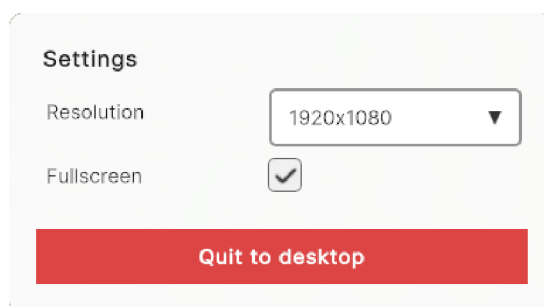 Settings
Resolution 1920x1080 ▼
Fullscreen
Quit to desktop